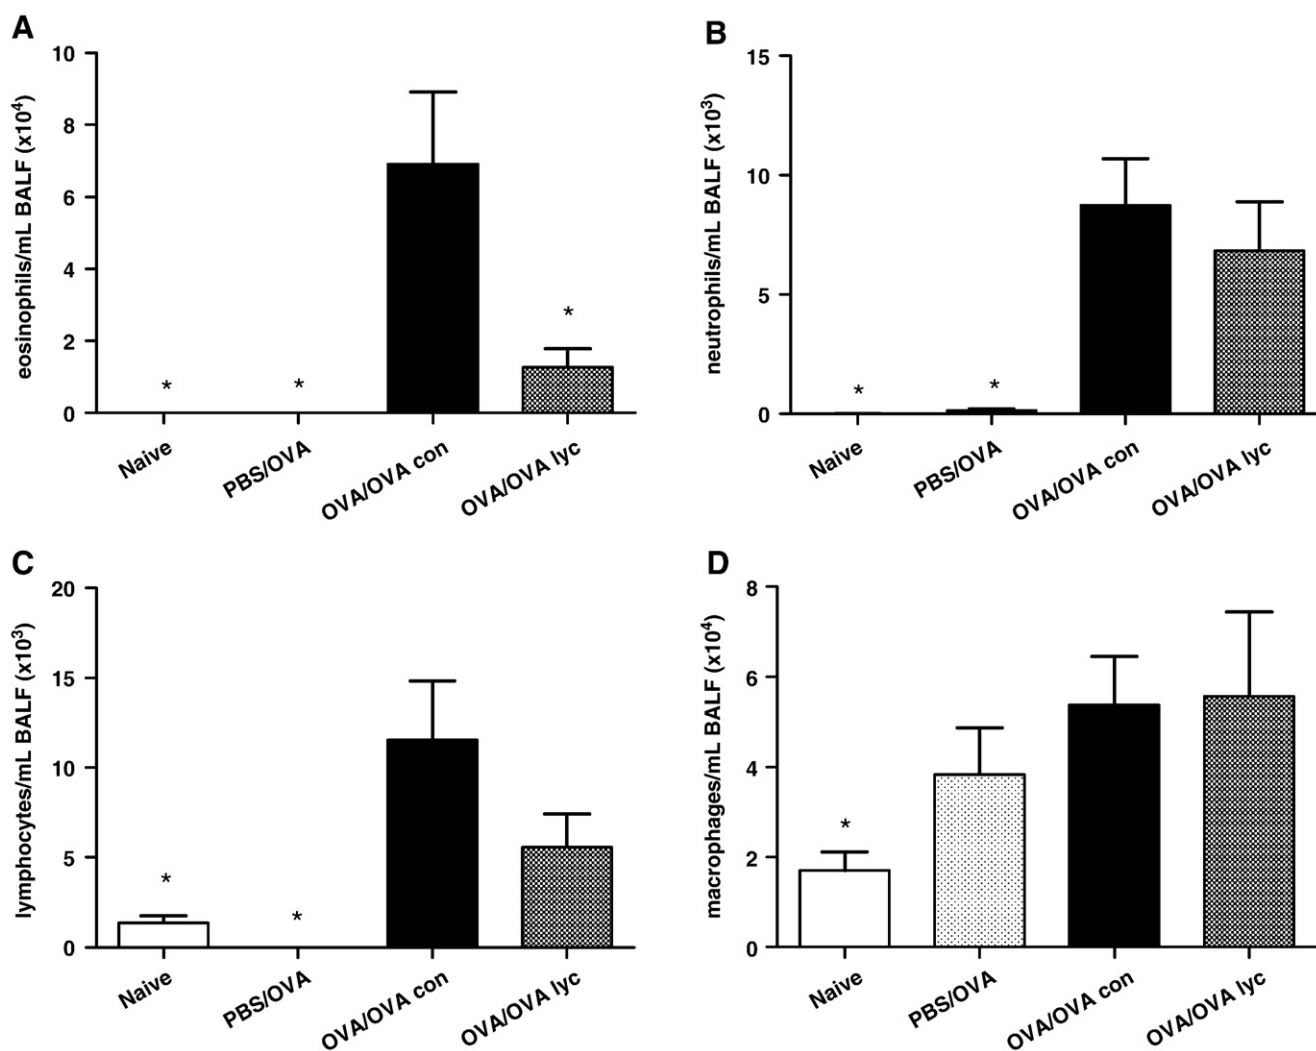 A
eosinophils/mL BALF (x10⁴)
10
8
6
4
2
0
*
*
*
Naive
PBS/OVA
OVA/OVA con
OVA/OVA lyc
B
neutrophils/mL BALF (x10³)
15
10
5
0
*
*
Naive
PBS/OVA
OVA/OVA con
OVA/OVA lyc
C
lymphocytes/mL BALF (x10³)
20
15
10
5
0
*
*
Naive
PBS/OVA
OVA/OVA con
OVA/OVA lyc
D
macrophages/mL BALF (x10⁴)
8
6
4
2
0
*
Naive
PBS/OVA
OVA/OVA con
OVA/OVA lyc